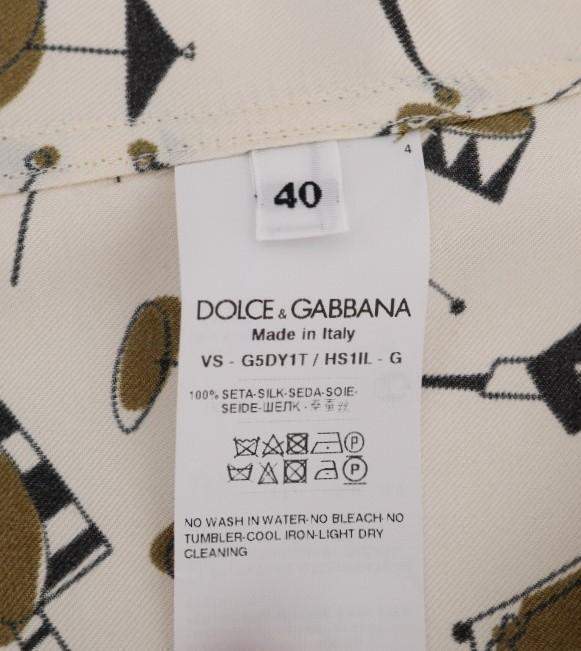 4
40
DOLCE & GABBANA
Made in Italy
VS - G5DY1T / HS1IL - G
100% SETA-SILK-SEDA-SOIE-
SEIDE-ШЕЛК -
P
P
NO WASH IN WATER-NO BLEACH-NO
TUMBLER-COOL IRON-LIGHT DRY
CLEANING